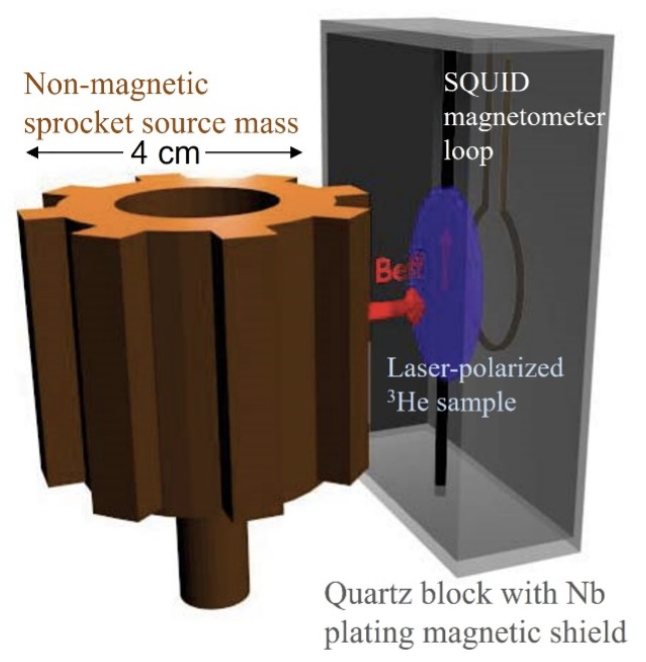 Non-magnetic
sprocket source mass
4 cm
SQUID
magnetometer
loop
Beff
Laser-polarized
³He sample
Quartz block with Nb
plating magnetic shield